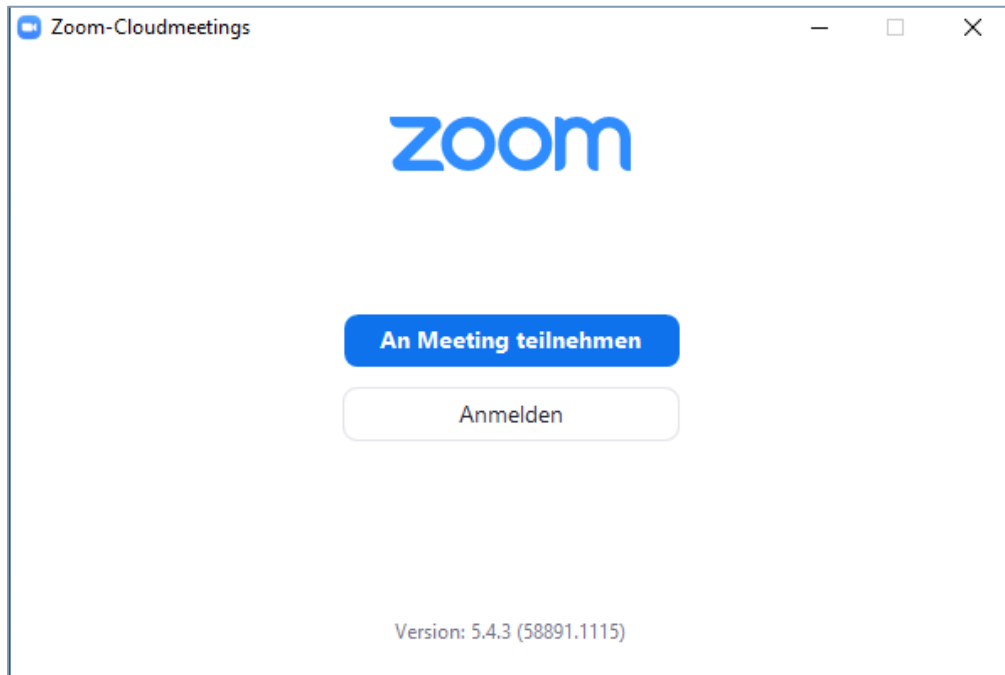 Zoom-Cloudmeetings
zoom
An Meeting teilnehmen
Anmelden
Version: 5.4.3 (58891.1115)